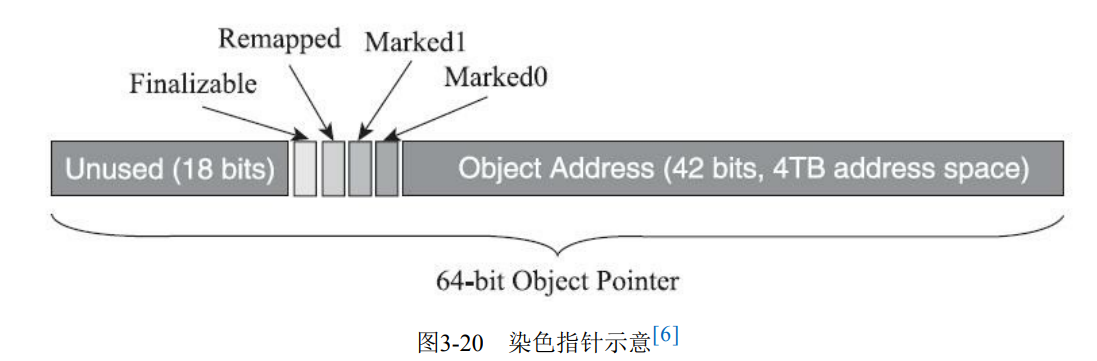 Remapped
Marked1
Finalizable
Marked0
Unused (18 bits)
Object Address (42 bits, 4TB address space)
64-bit Object Pointer
图3-20 染色指针示意[6]